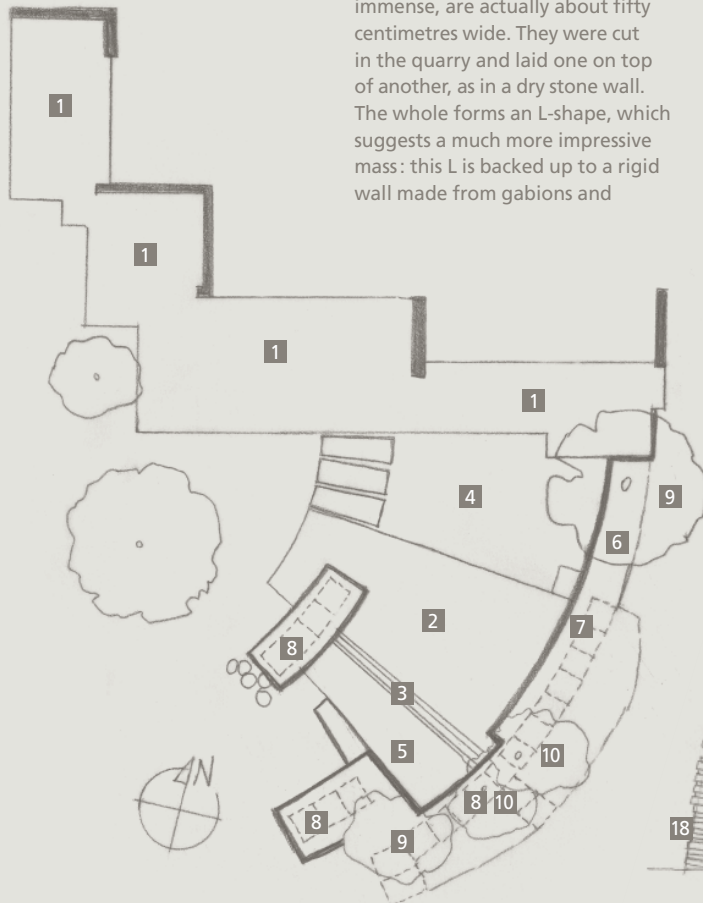 immense, are actually about fifty
centimetres wide. They were cut
in the quarry and laid one on top
of another, as in a dry stone wall.
The whole forms an L-shape, which
suggests a much more impressive
mass: this L is backed up to a rigid
wall made from gabions and
1
1
1
1
4
9
6
2
7
8
3
5
10
8 10
N
8
9
18